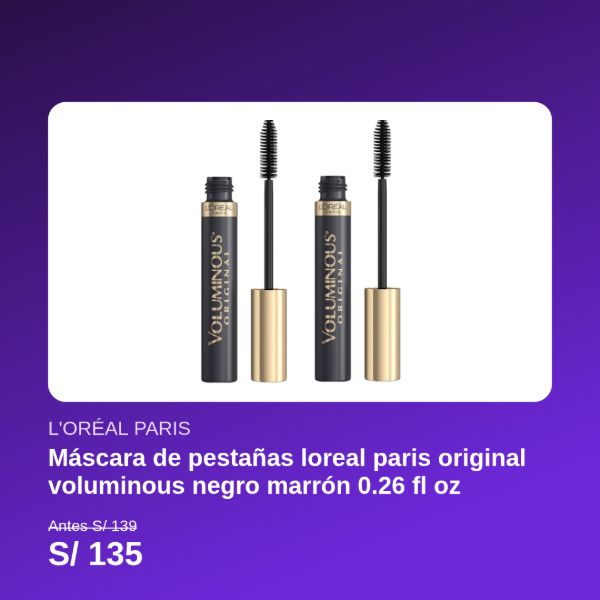 L'ORÉAL
PARIS
VOLUMINOUS®
ORIGINAL
L'ORÉAL
PARIS
VOLUMINOUS®
ORIGINAL
L'ORÉAL PARIS
Máscara de pestañas loreal paris original
voluminous negro marrón 0.26 fl oz
Antes S/ 139
S/ 135